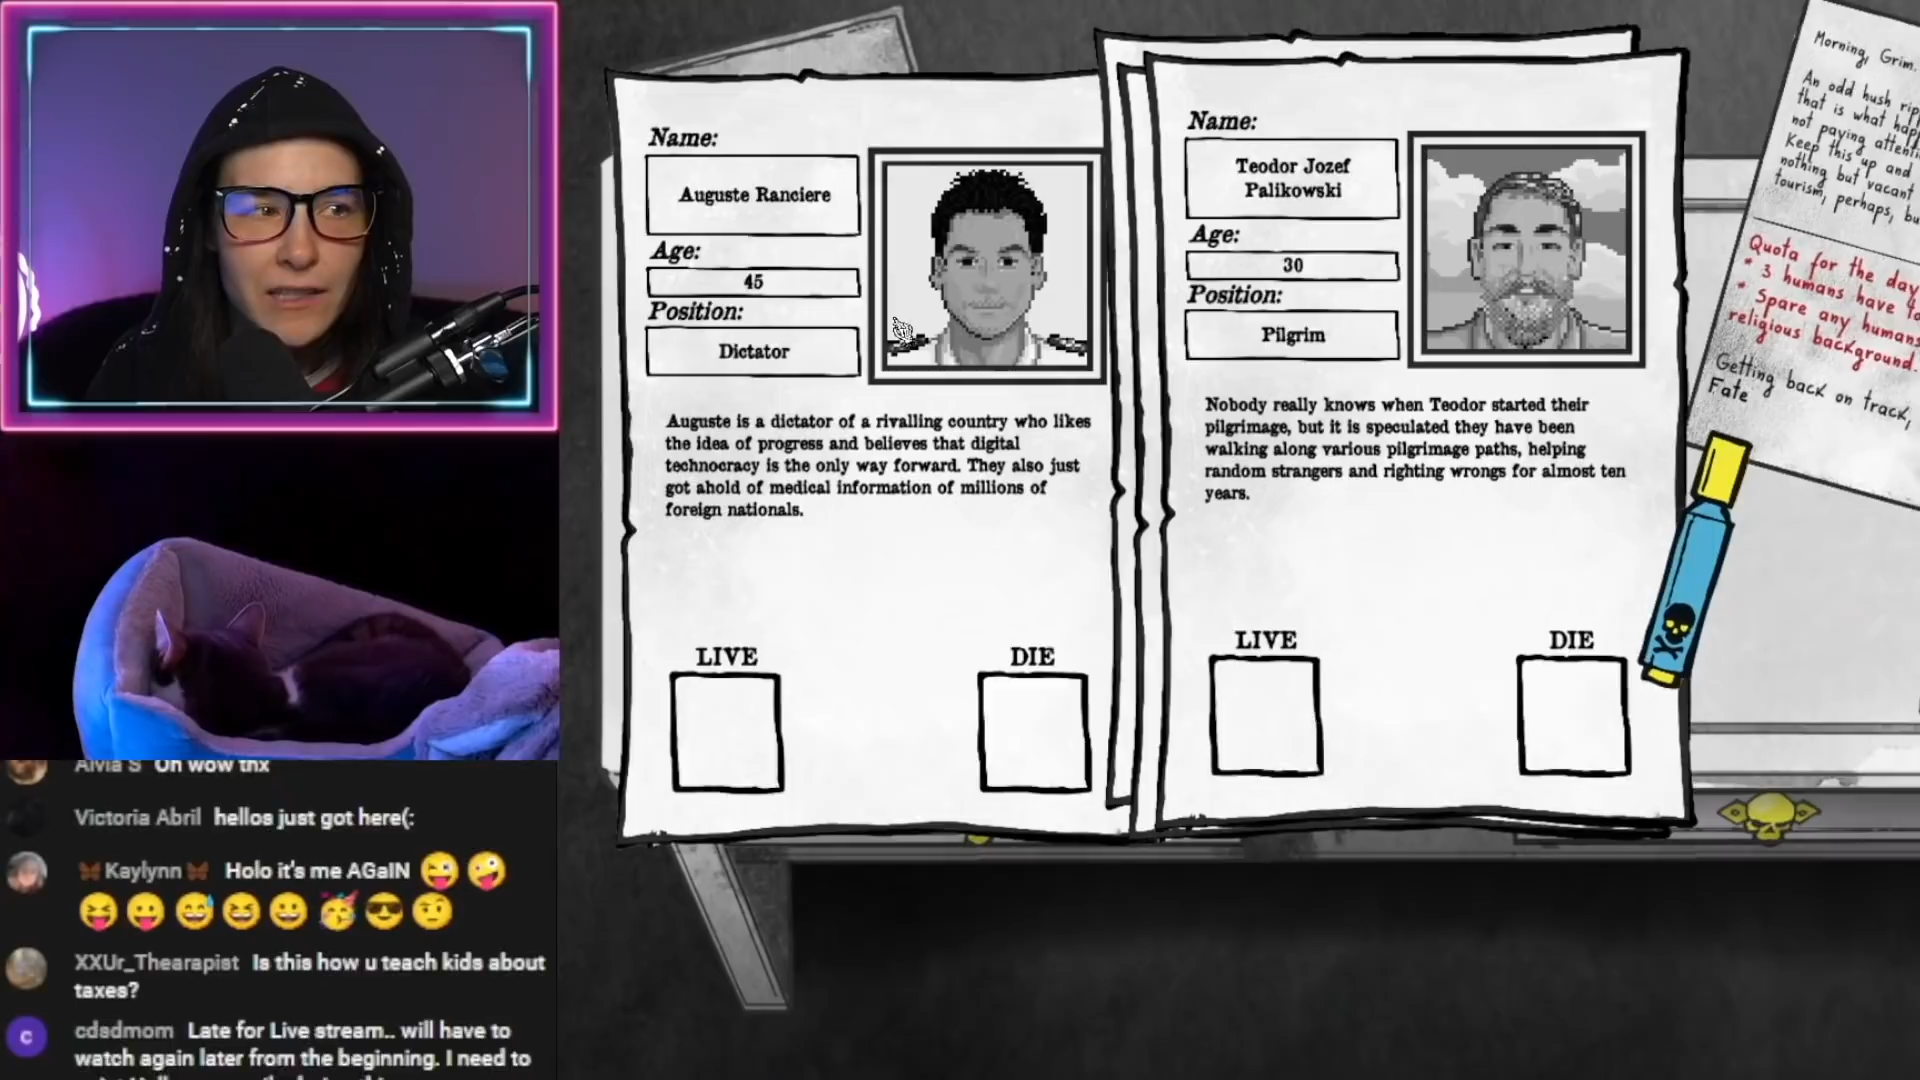 Name:
Auguste Ranciere
Age:
45
Position:
Dictator
Auguste is a dictator of a rivalling country who likes
the idea of progress and believes that digital
technocracy is the only way forward. They also just
got ahold of medical information of millions of
foreign nationals.
LIVE
DIE
Name:
Teodor Jozef
Palikowski
Age:
30
Position:
Pilgrim
Nobody really knows when Teodor started their
pilgrimage, but it is speculated they have been
walking along various pilgrimage paths, helping
random strangers and righting wrongs for almost ten
years.
LIVE
DIE
Morning, Grim.
An odd hush
that is what
not paying
Keep this up and
nothing but vacant
tourism, perhaps,
Quota for the day
* 3 humans have to
* Spare any humans
religious background.
Getting back on track,
Fate
Alvia S Oh wow thx
Victoria Abril hellos just got here(:
Kaylynn Holo it's me AGaIN 😜 🤪
😝 😛 😅 😆 😀 🥳 😎 🤨
XXUr_Thearapist Is this how u teach kids about
taxes?
C
cdsdmom Late for Live stream.. will have to
watch again later from the beginning. I need to